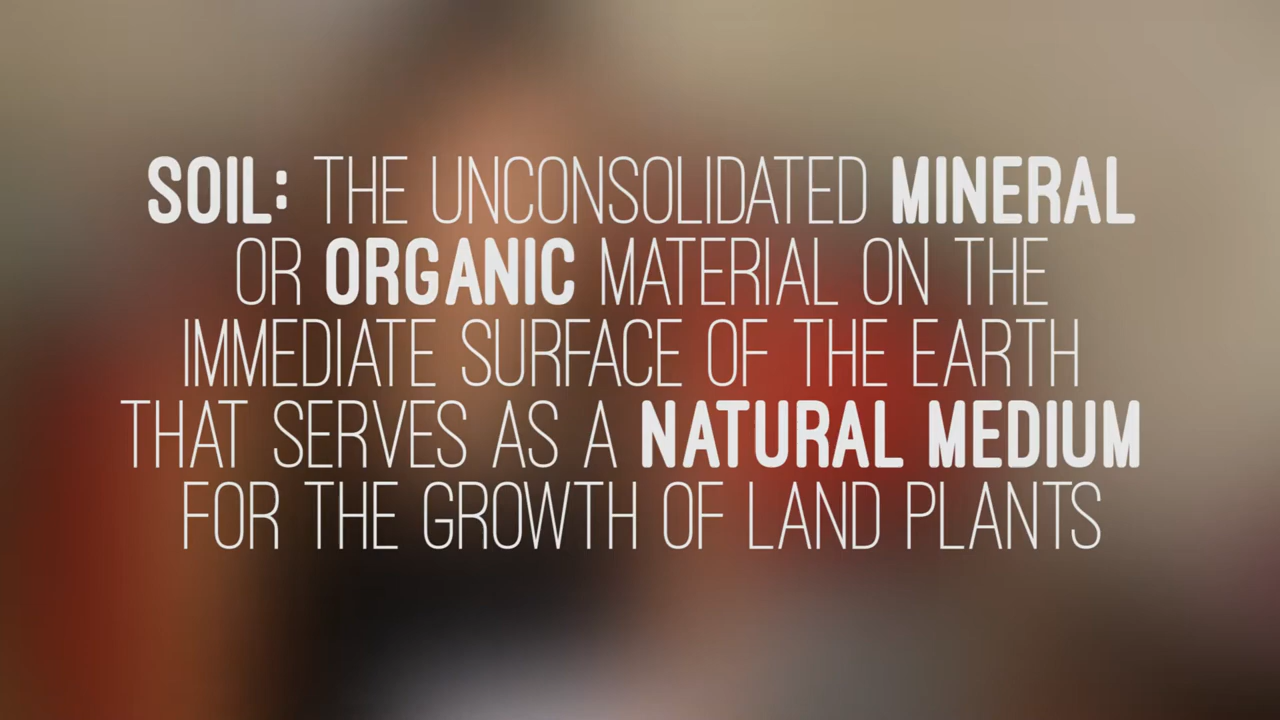 SOIL: THE UNCONSOLIDATED MINERAL
OR ORGANIC MATERIAL ON THE
IMMEDIATE SURFACE OF THE EARTH
THAT SERVES AS A NATURAL MEDIUM
FOR THE GROWTH OF LAND PLANTS